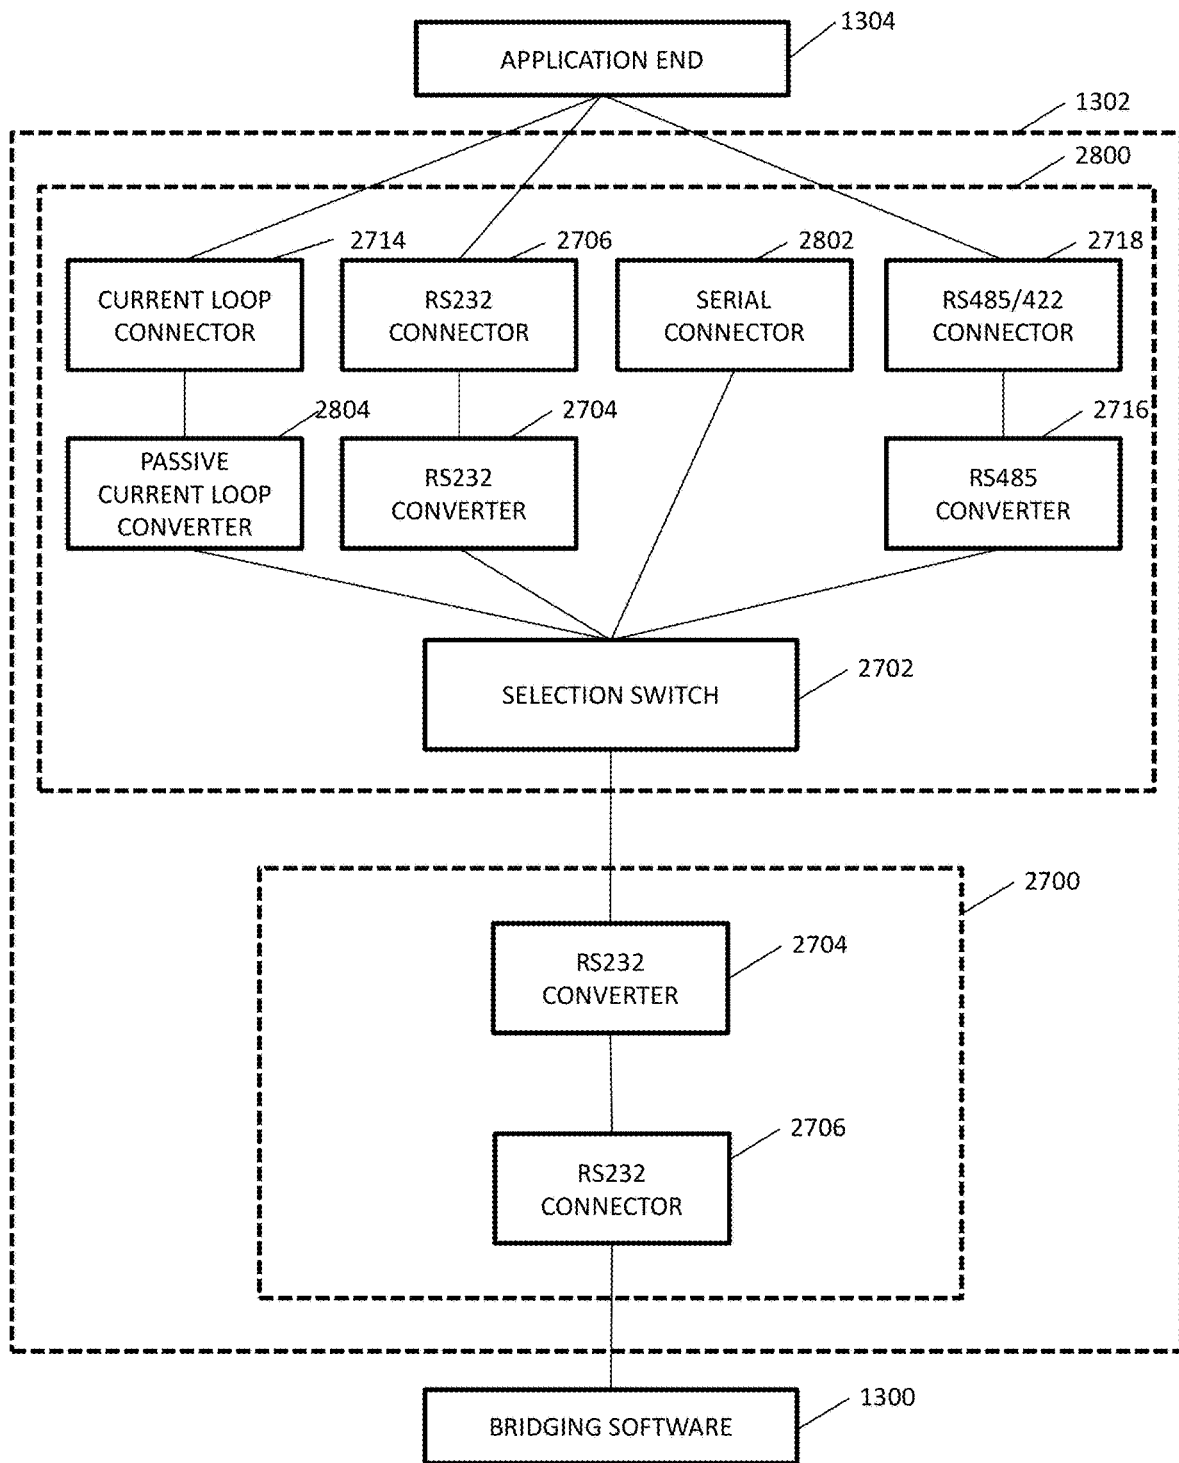 1304
APPLICATION END
1302
2800
2714
2706
2802
2718
CURRENT LOOP
CONNECTOR
RS232
CONNECTOR
SERIAL
CONNECTOR
RS485/422
CONNECTOR
2804
2704
2716
PASSIVE
CURRENT LOOP
CONVERTER
RS232
CONVERTER
RS485
CONVERTER
SELECTION SWITCH
2702
2700
RS232
CONVERTER
2704
RS232
CONNECTOR
2706
1300
BRIDGING SOFTWARE